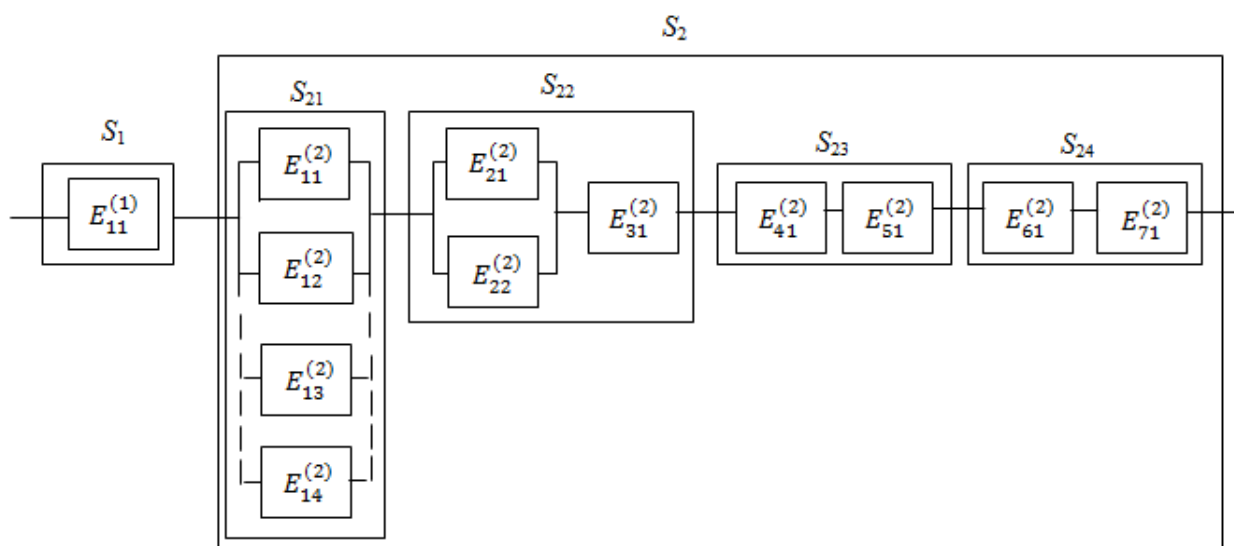 S₂
S₂₁
S₂₂
S₁
S₂₃
S₂₄
E₁₁⁽¹⁾
E₁₁⁽²⁾
E₁₂⁽²⁾
E₁₃⁽²⁾
E₁₄⁽²⁾
E₂₁⁽²⁾
E₂₂⁽²⁾
E₃₁⁽²⁾
E₄₁⁽²⁾
E₅₁⁽²⁾
E₆₁⁽²⁾
E₇₁⁽²⁾